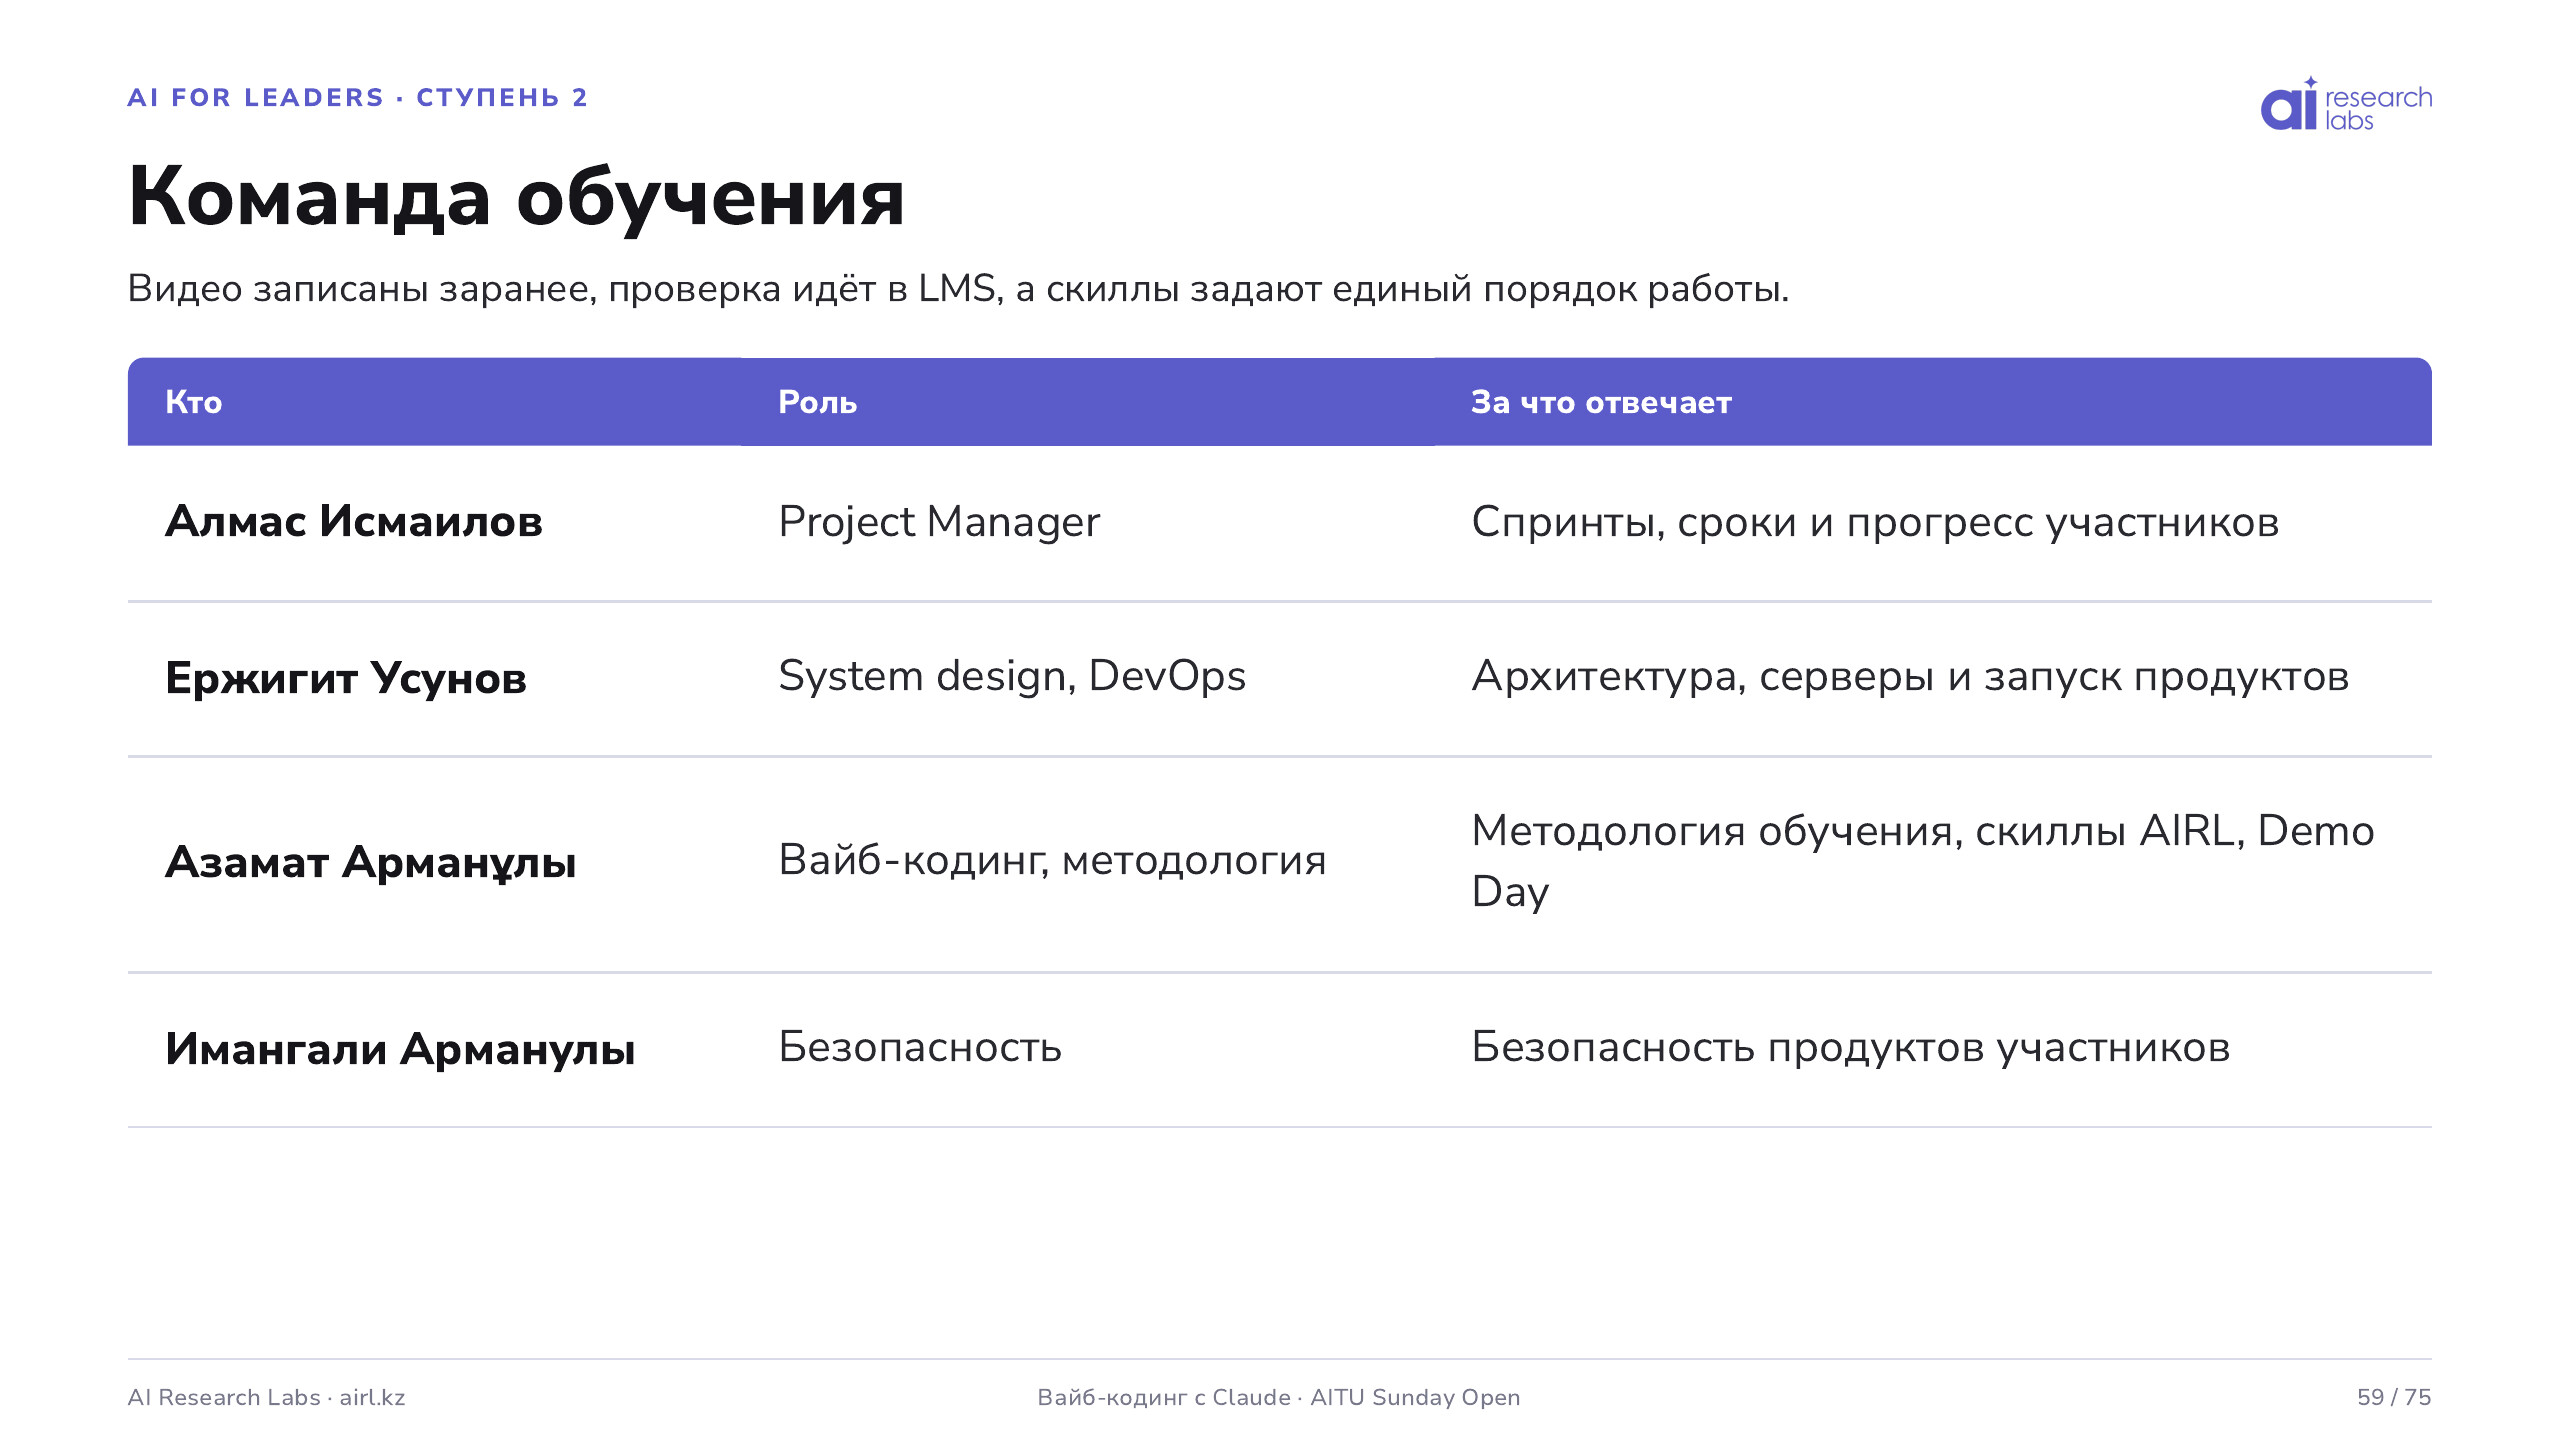 AI FOR LEADERS · СТУПЕНЬ 2
ai research labs
Команда обучения
Видео записаны заранее, проверка идёт в LMS, а скиллы задают единый порядок работы.
Кто Роль За что отвечает
Алмас Исмаилов Project Manager Спринты, сроки и прогресс участников
Ержигит Усунов System design, DevOps Архитектура, серверы и запуск продуктов
Азамат Арманұлы Вайб-кодинг, методология Методология обучения, скиллы AIRL, Demo
Day
Имангали Арманулы Безопасность Безопасность продуктов участников
AI Research Labs · airl.kz Вайб-кодинг с Claude · AITU Sunday Open 59 / 75